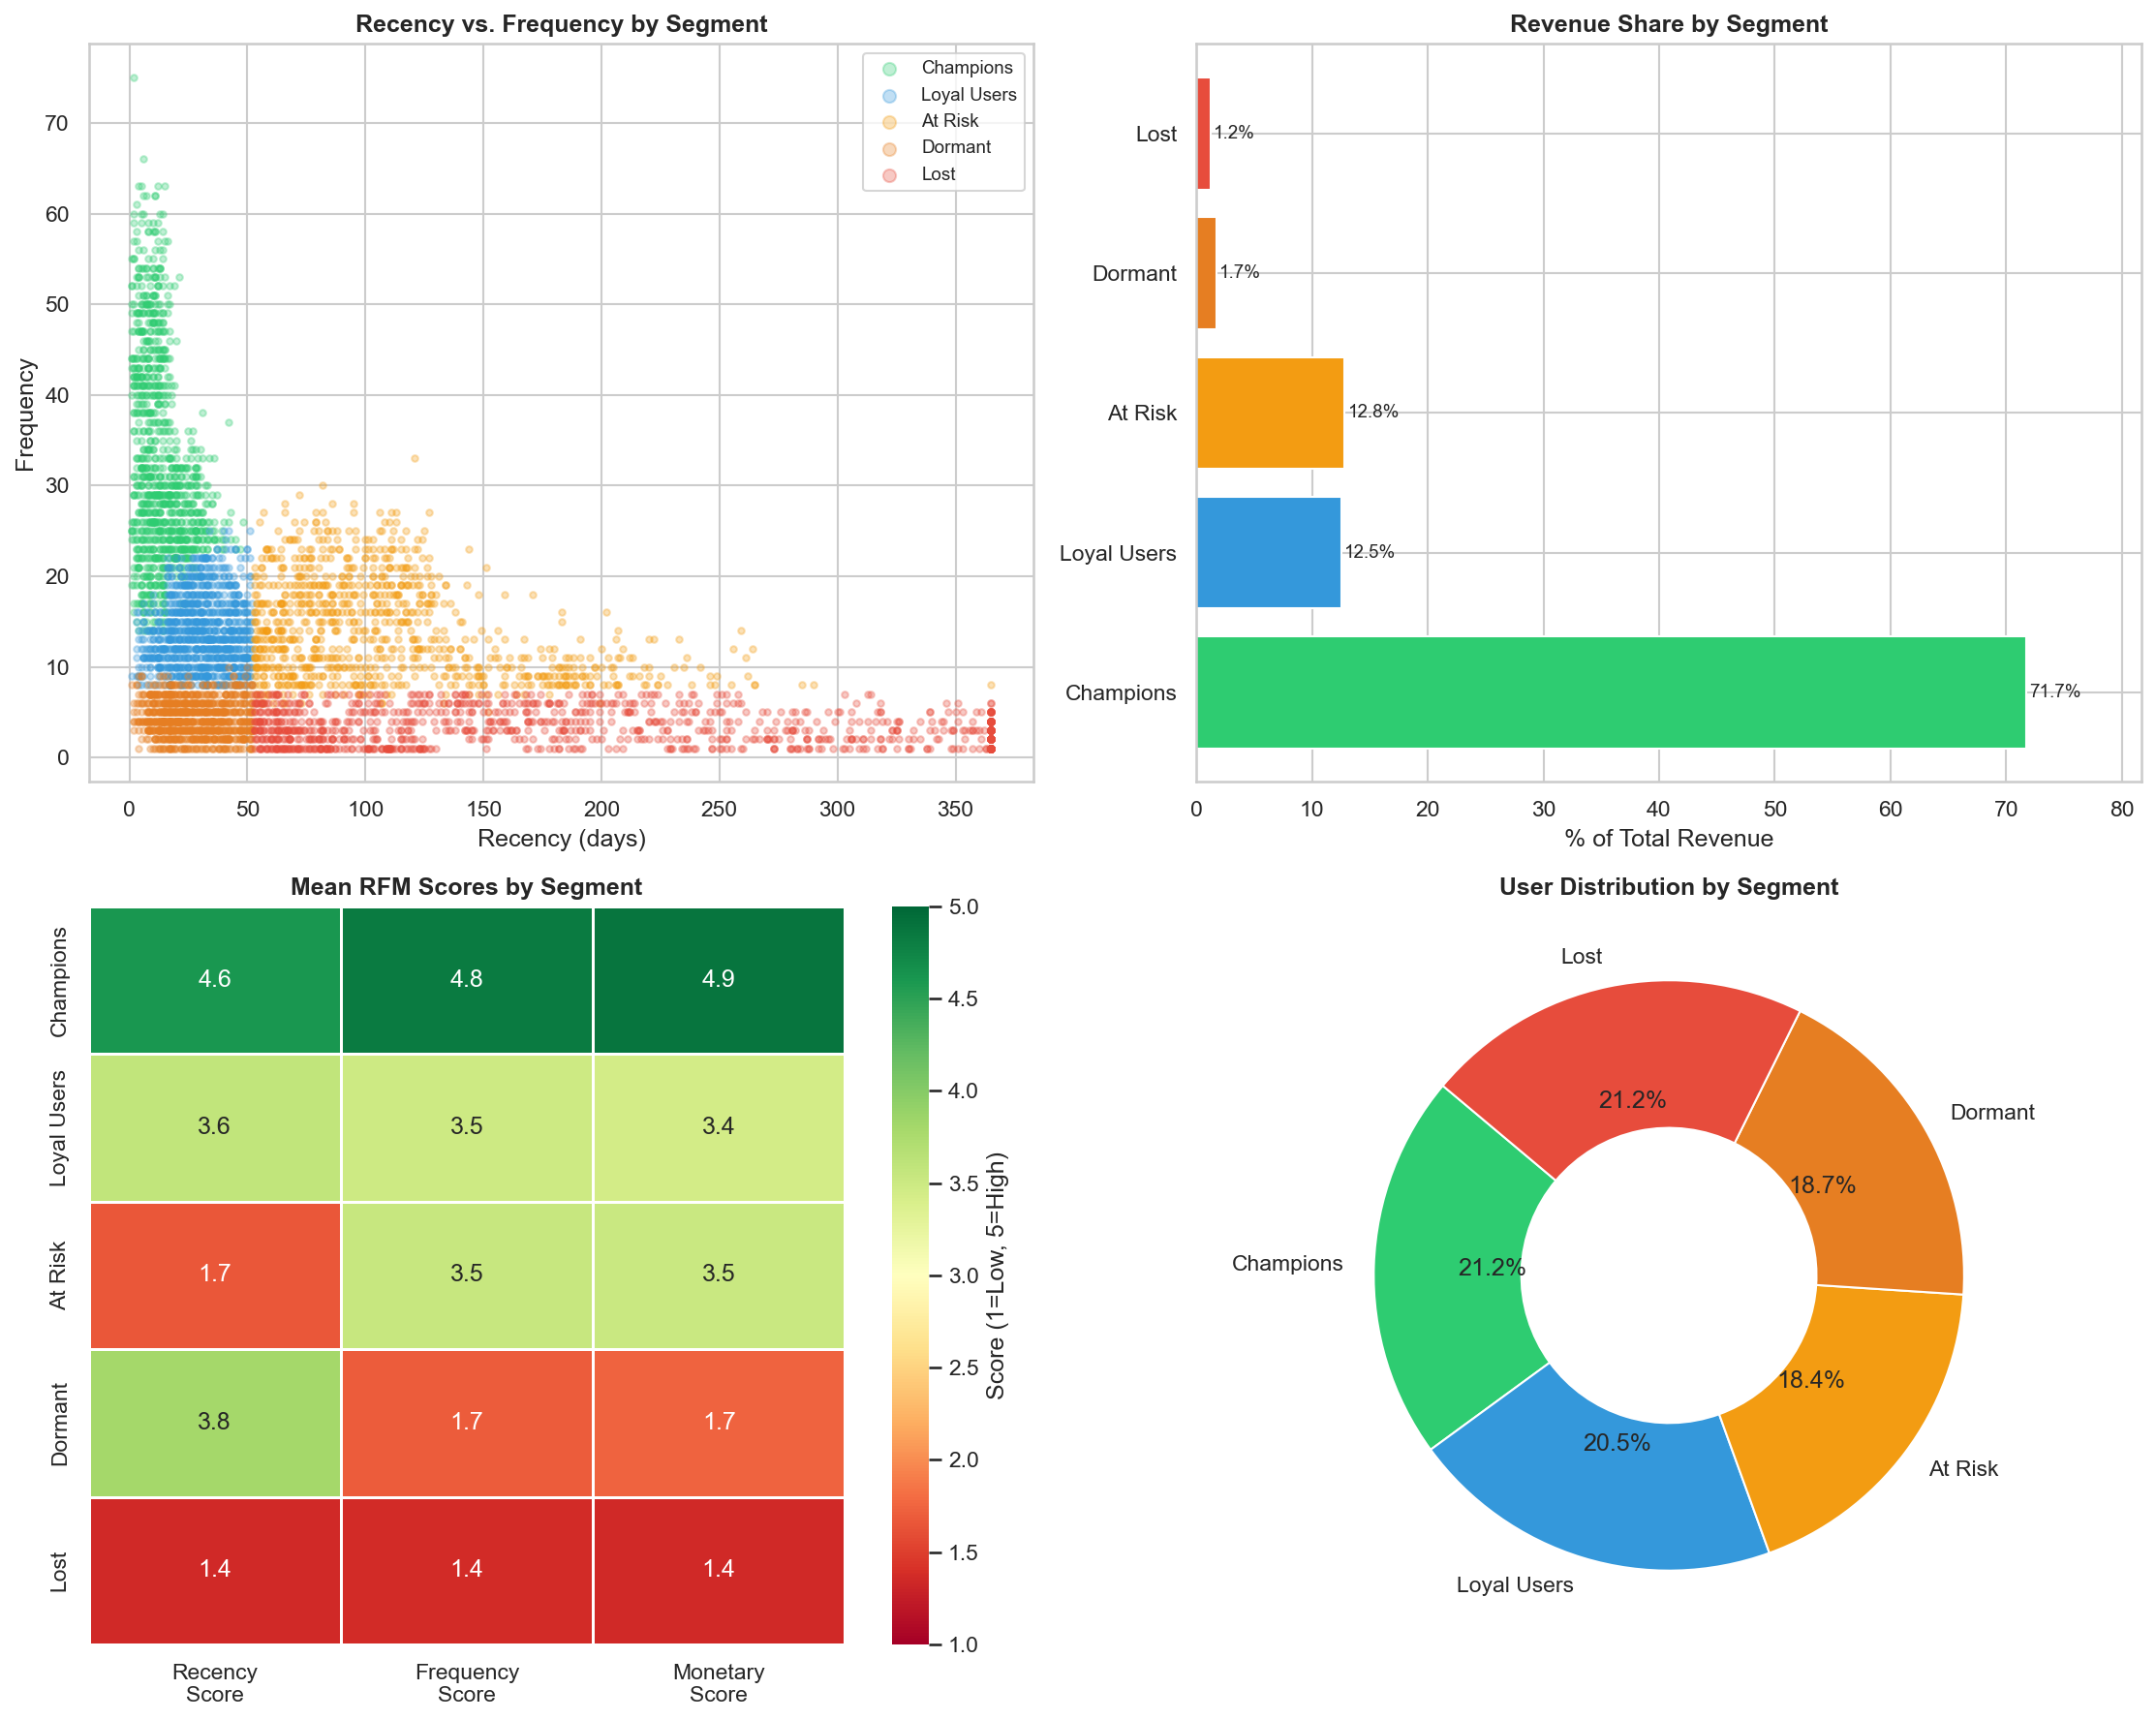 Recency vs. Frequency by Segment
Frequency
70
60
50
40
30
20
10
0
0 50 100 150 200 250 300 350
Recency (days)
Champions
Loyal Users
At Risk
Dormant
Lost
Revenue Share by Segment
Lost
1.2%
Dormant
1.7%
At Risk
12.8%
Loyal Users
12.5%
Champions
71.7%
0 10 20 30 40 50 60 70 80
% of Total Revenue
Mean RFM Scores by Segment
Champions
4.6 4.8 4.9
Loyal Users
3.6 3.5 3.4
At Risk
1.7 3.5 3.5
Dormant
3.8 1.7 1.7
Lost
1.4 1.4 1.4
Recency
Score
Frequency
Score
Monetary
Score
5.0
4.5
4.0
3.5
3.0
2.5
2.0
1.5
1.0
Score (1=Low, 5=High)
User Distribution by Segment
Lost
21.2%
Dormant
18.7%
Champions
21.2%
At Risk
18.4%
Loyal Users
20.5%